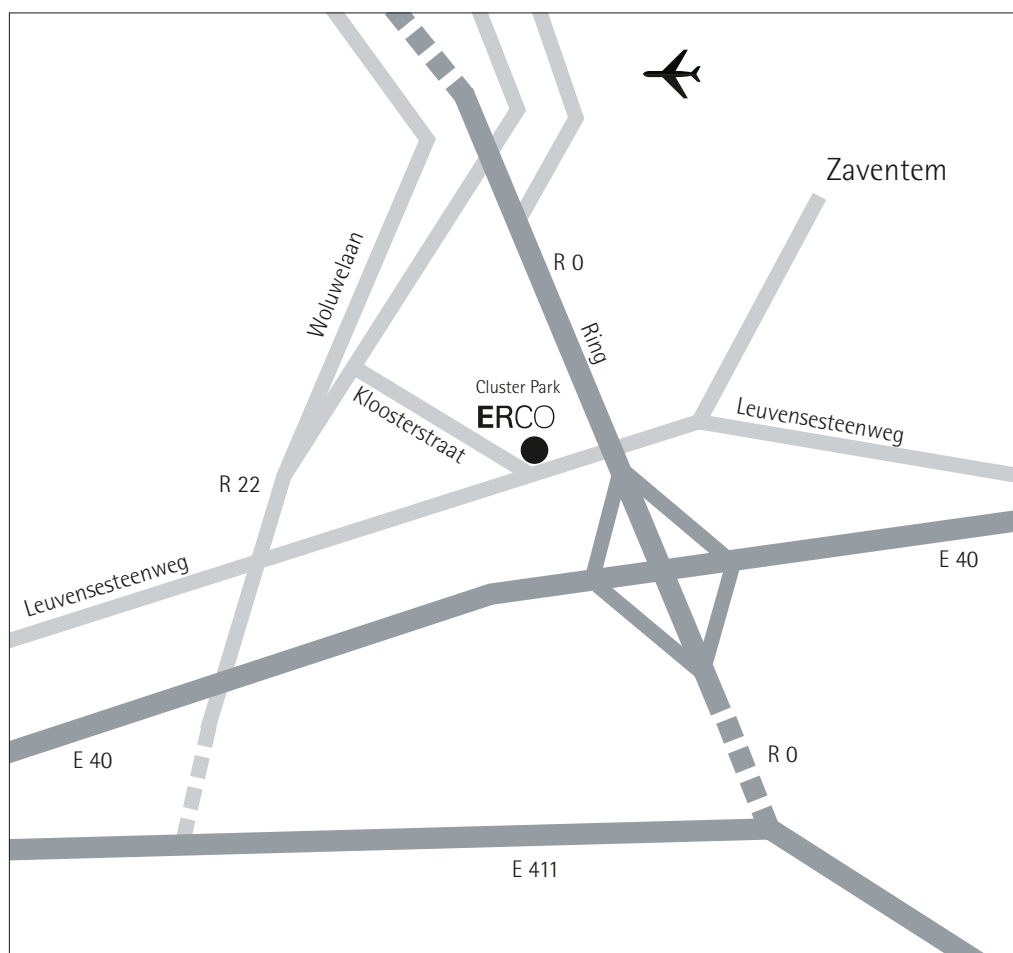 Zaventem
R 0
Woluwelaan
Ring
Cluster Park
ERCO
Kloosterstraat
Leuvensesteenweg
R 22
E 40
Leuvensesteenweg
R 0
E 40
E 411